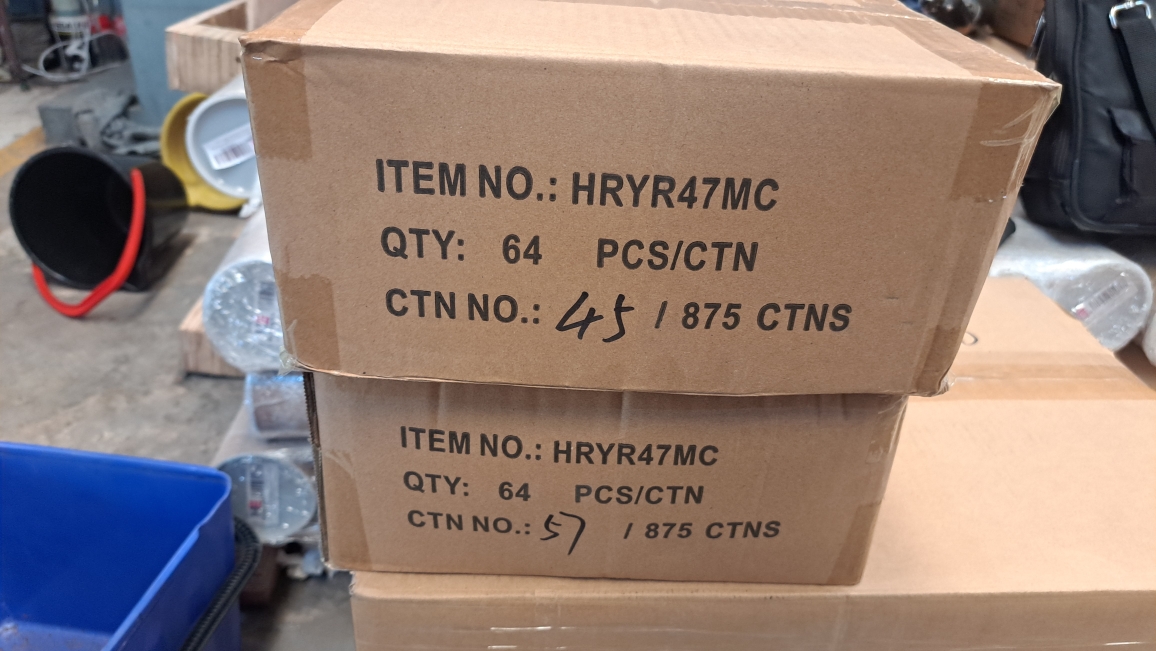 ITEM NO.: HRYR47MC
QTY: 64 PCS/CTN
CTN NO.: 45 / 875 CTNS
ITEM NO.: HRYR47MC
QTY: 64 PCS/CTN
CTN NO.: 57 / 875 CTNS